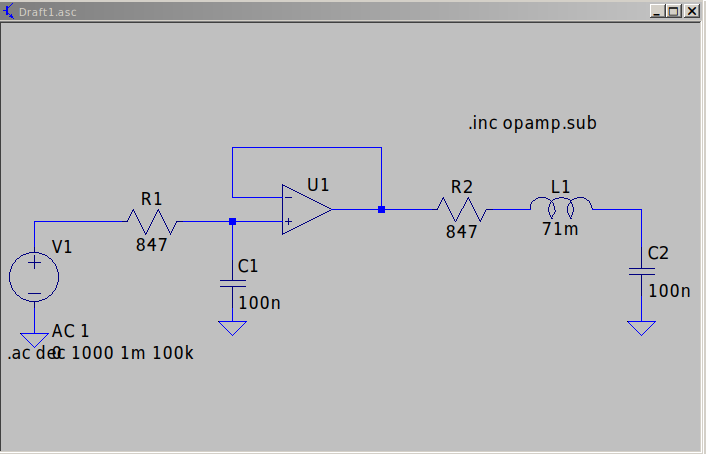 Draft1.asc
.inc opamp.sub
U1
R1
847
R2
847
L1
71m
V1
C1
100n
C2
100n
AC 1
0
.ac dec 1000 1m 100k